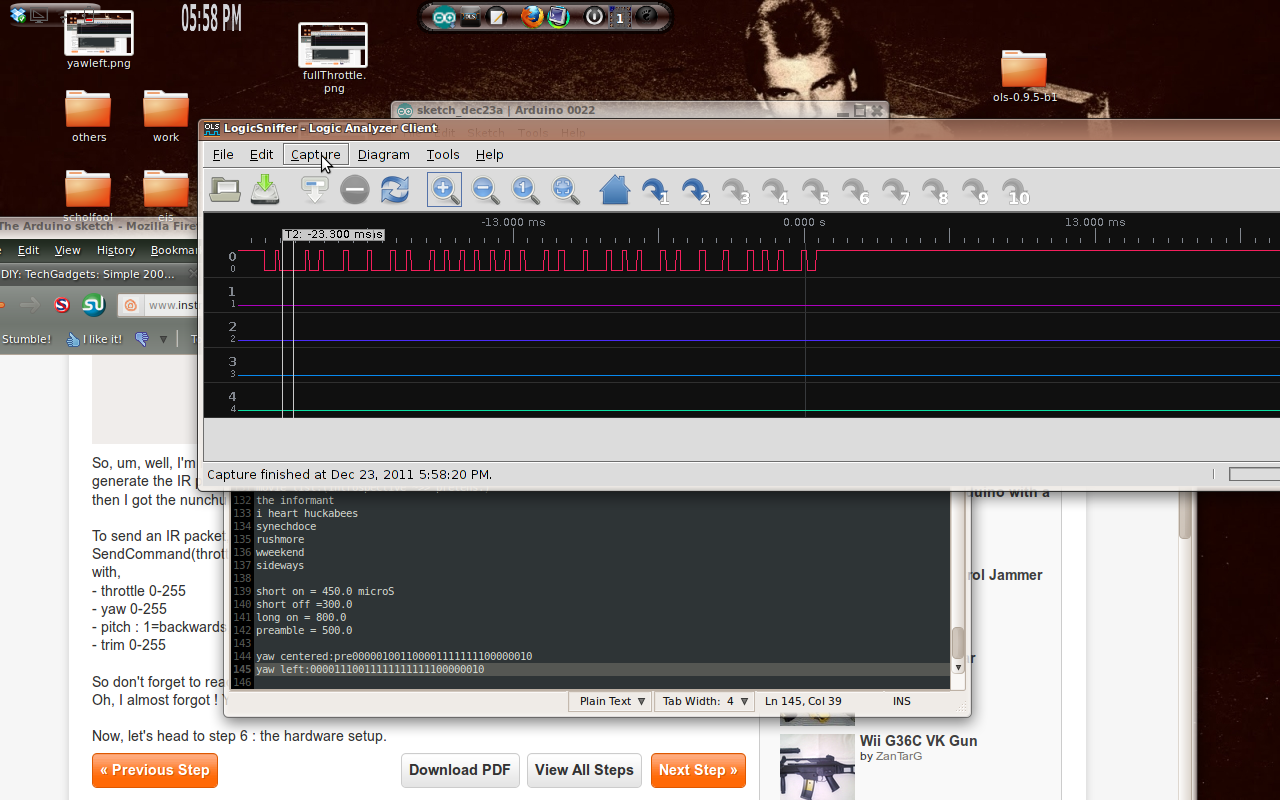 05:58 PM
yawleft.png
fullThrottle.
png
others
work
scholfool
eis
ols-0.9.5-b1
sketch_dec23a | Arduino 0022
Sketch Tools Help
LogicSniffer - Logic Analyzer Client
File Edit Capture Diagram Tools Help
1 2 3 4 5 6 7 8 9 10
-13.000 ms 0.000 s 13.000 ms
T2: -23.300 ms
0
0
1
1
2
2
3
3
4
4
Capture finished at Dec 23, 2011 5:58:20 PM.
The Arduino sketch - Mozilla Fire
Edit View History Bookmar
DIY: TechGadgets: Simple 200...
www.inst
Stumble! I like it!
So, um, well, I'm
generate the IR
then I got the nunchu
To send an IR packet
SendCommand(thrott
with,
- throttle 0-255
- yaw 0-255
- pitch : 1=backwards
- trim 0-255
So don't forget to rea
Oh, I almost forgot !
Now, let's head to step 6 : the hardware setup.
« Previous Step
Download PDF
View All Steps
Next Step »
132 the informant
133 i heart huckabees
134 synechdoce
135 rushmore
136 wweekend
137 sideways
138
139 short on = 450.0 microS
140 short off =300.0
141 long on = 800.0
142 preamble = 500.0
143
144 yaw centered:pre0000010011000011111111100000010
145 yaw left:00001110011111111111100000010
146
Plain Text Tab Width: 4 Ln 145, Col 39 INS
duino with a
rol Jammer
ar
Wii G36C VK Gun
by ZanTarG